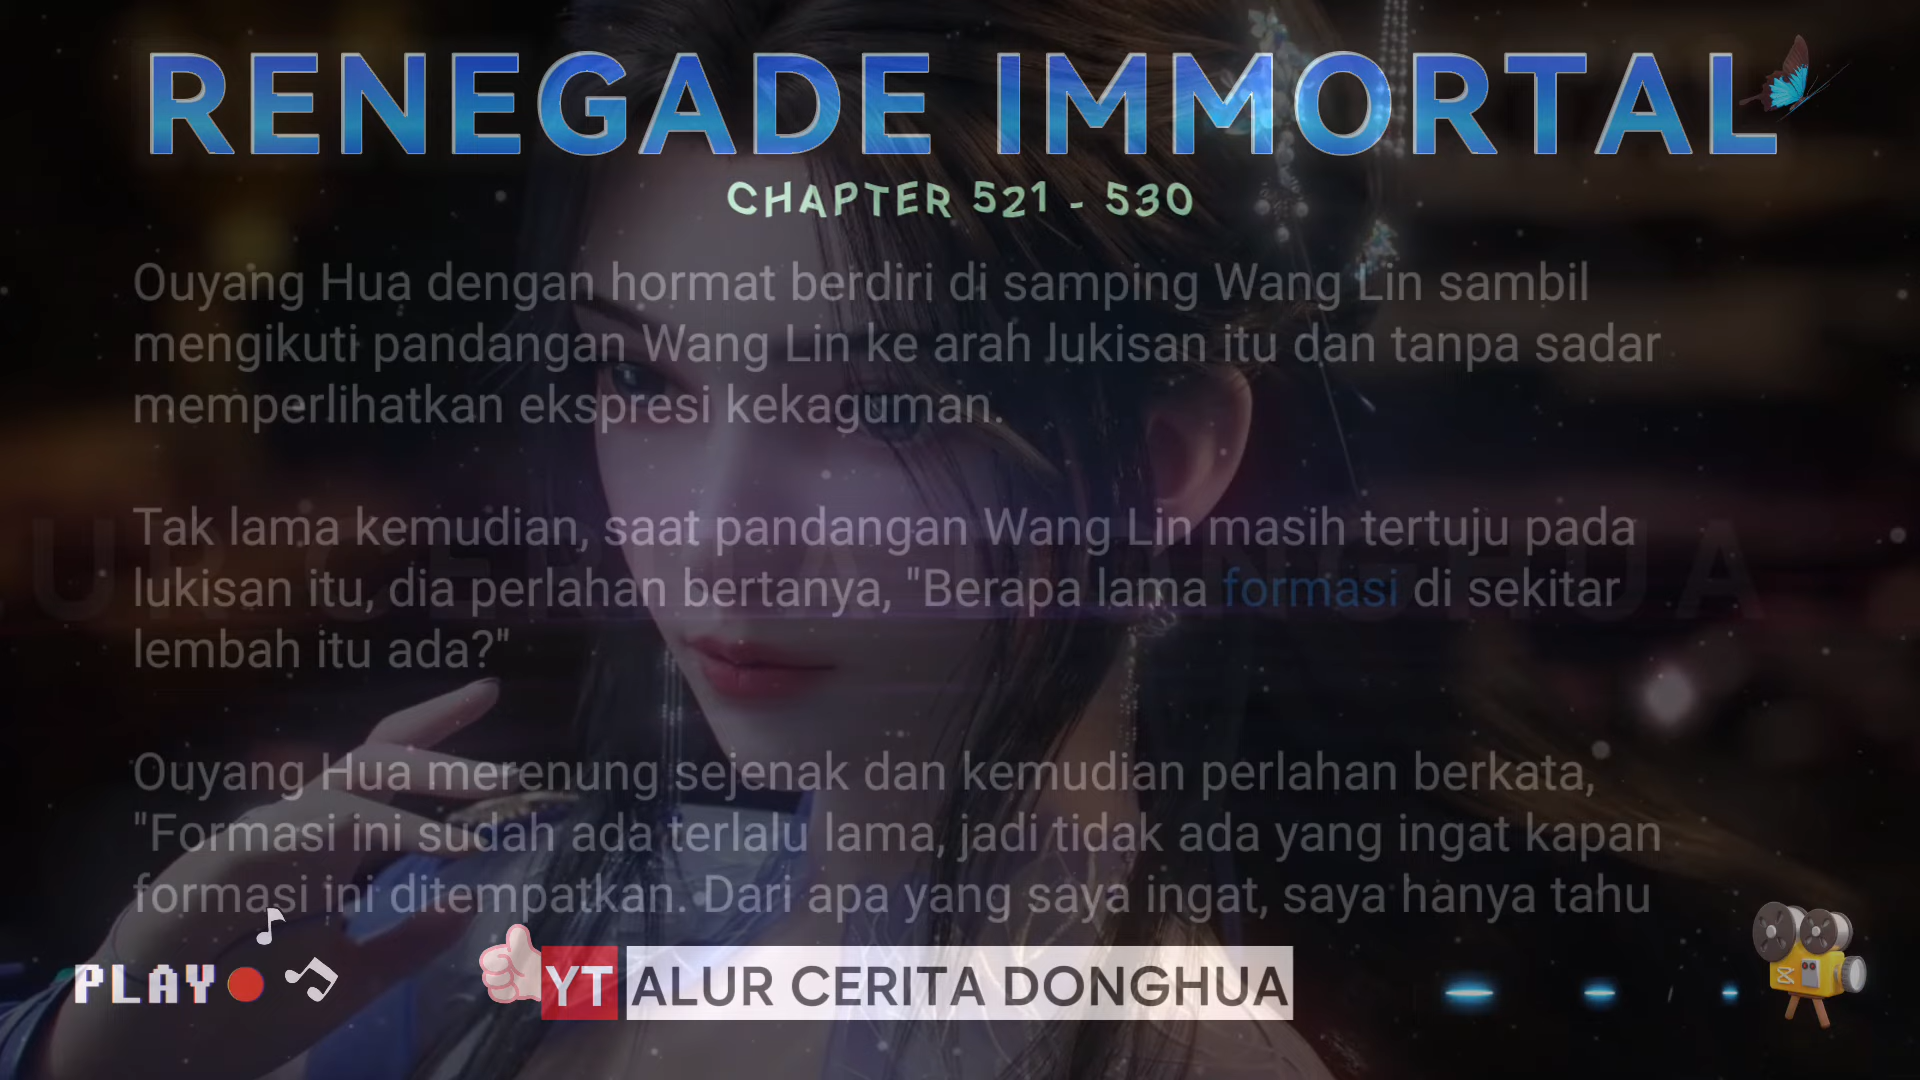 RENEGADE IMMORTAL
CHAPTER 521 - 530
Ouyang Hua dengan hormat berdiri di samping Wang Lin sambil
mengikuti pandangan Wang Lin ke arah lukisan itu dan tanpa sadar
memperlihatkan ekspresi kekaguman.
Tak lama kemudian, saat pandangan Wang Lin masih tertuju pada
lukisan itu, dia perlahan bertanya, "Berapa lama formasi di sekitar
lembah itu ada?"
Ouyang Hua merenung sejenak dan kemudian perlahan berkata,
"Formasi ini sudah ada terlalu lama, jadi tidak ada yang ingat kapan
formasi ini ditempatkan. Dari apa yang saya ingat, saya hanya tahu
PLAY
YT ALUR CERITA DONGHUA